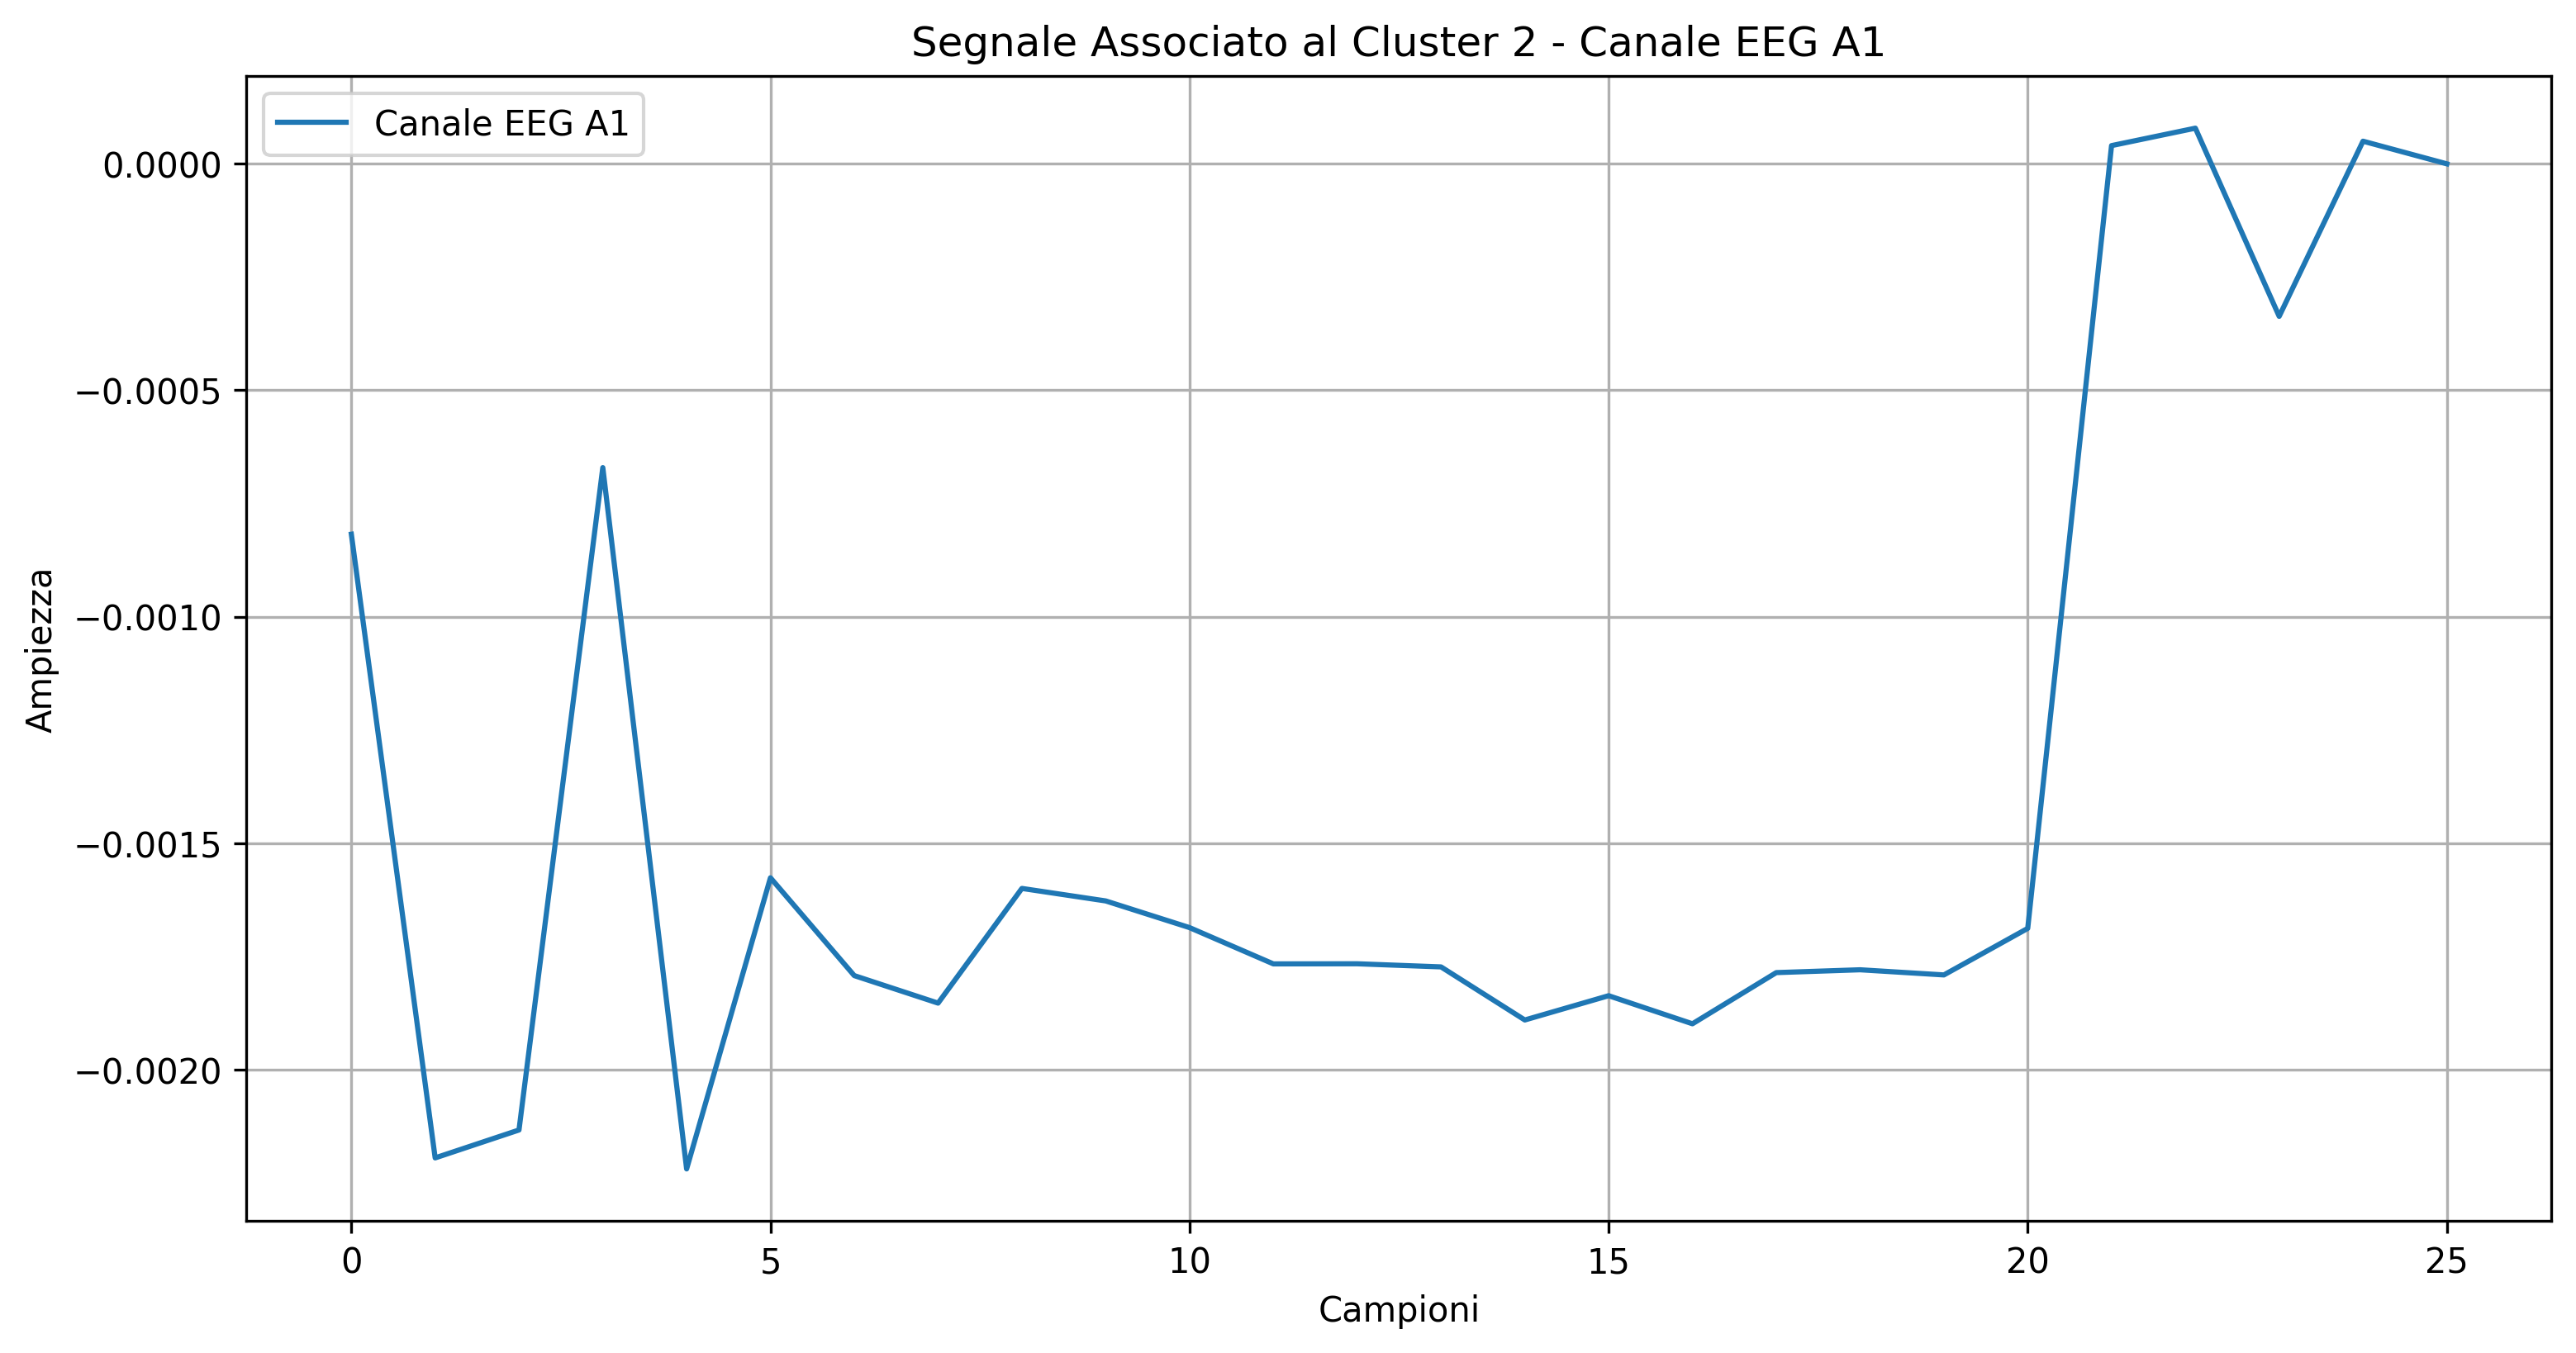 Segnale Associato al Cluster 2 - Canale EEG A1
Canale EEG A1
0.0000
−0.0005
−0.0010
−0.0015
−0.0020
Ampiezza
0 5 10 15 20 25
Campioni